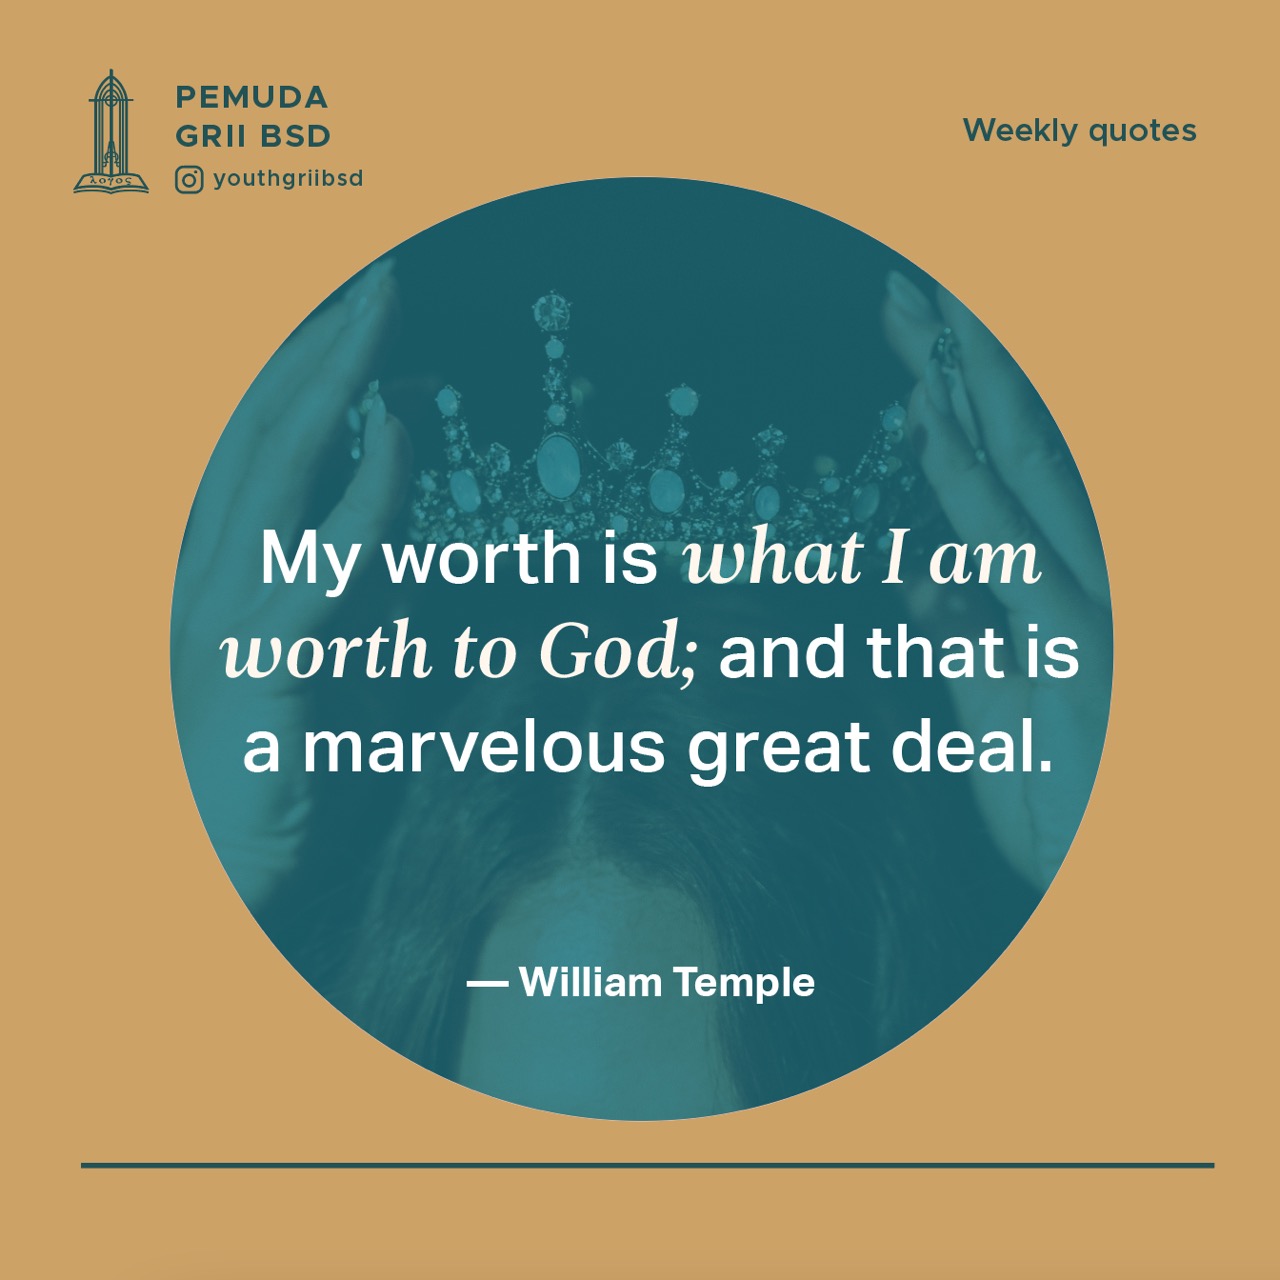 PEMUDA
GRII BSD
youthgriibsd
λογος
Weekly quotes
My worth is what I am
worth to God; and that is
a marvelous great deal.
— William Temple